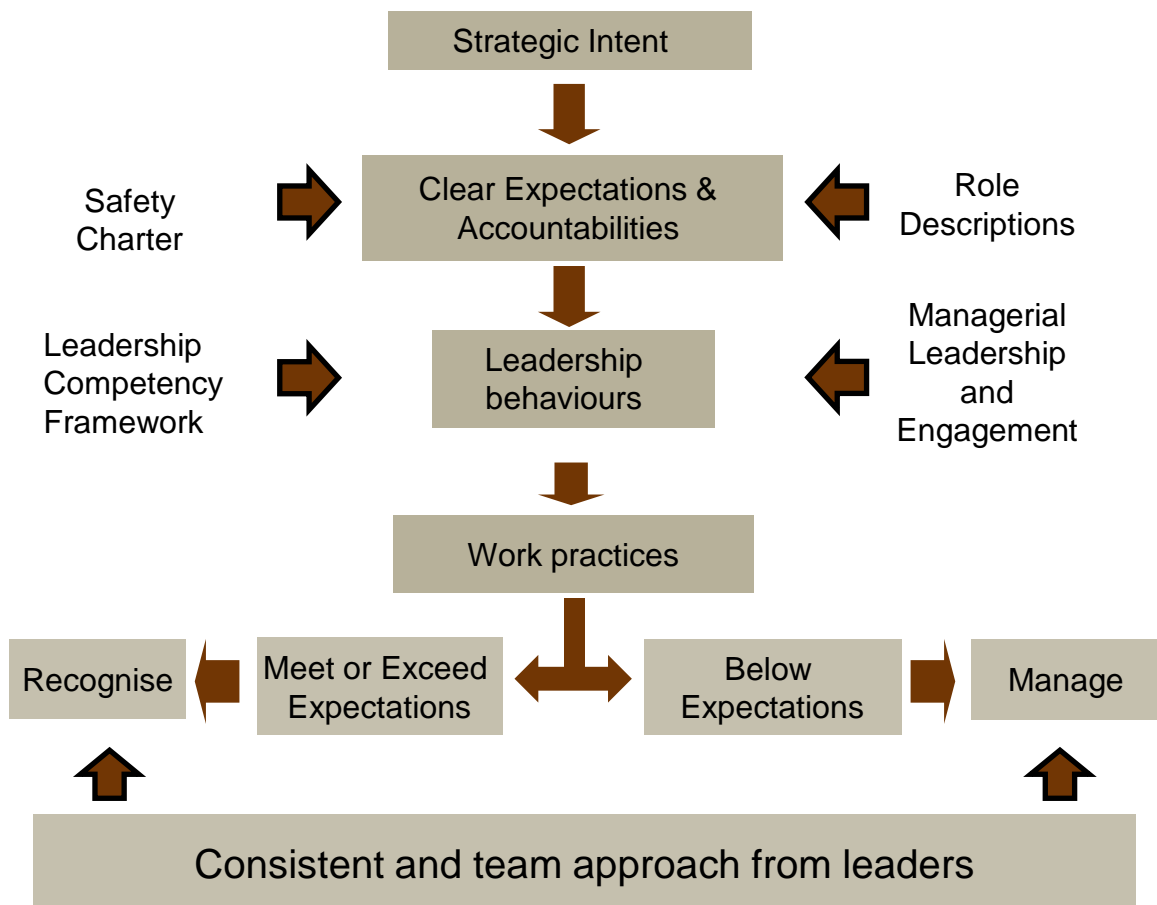 Strategic Intent
Safety
Charter
Clear Expectations &
Accountabilities
Role
Descriptions
Leadership
Competency
Framework
Leadership
behaviours
Managerial
Leadership
and
Engagement
Work practices
Recognise
Meet or Exceed
Expectations
Below
Expectations
Manage
Consistent and team approach from leaders